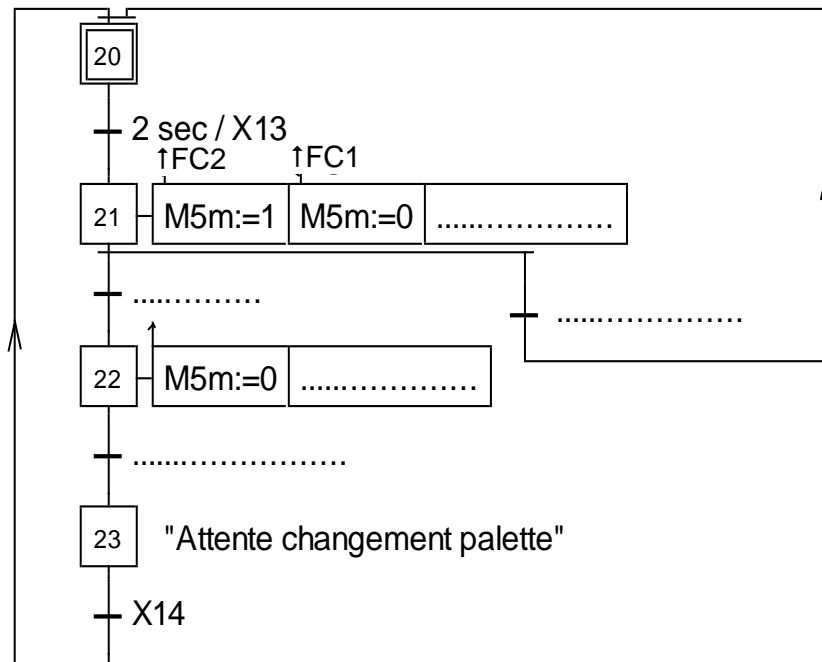 20
2 sec / X13
↑FC2 ↑FC1
21 M5m:=1 M5m:=0 ...................
...............
...................
22 M5m:=0 ...................
.......................
23 "Attente changement palette"
X14